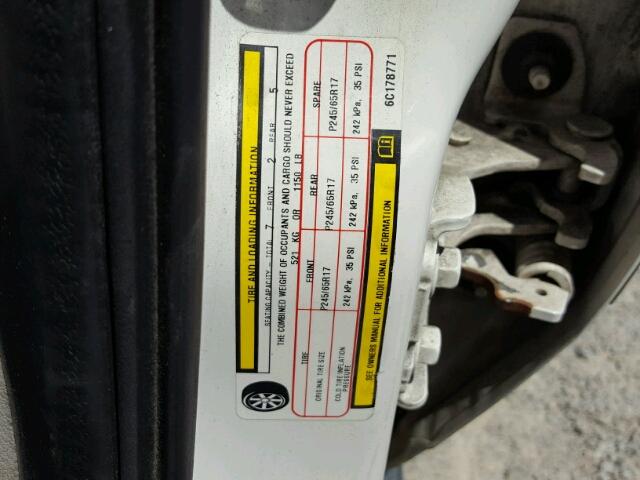 TIRE AND LOADING INFORMATION
SEATING CAPACITY - TOTAL 7 FRONT 2 REAR 5
THE COMBINED WEIGHT OF OCCUPANTS AND CARGO SHOULD NEVER EXCEED
521 KG OR 1150 LB
TIRE FRONT REAR SPARE
ORIGINAL TIRE SIZE P245/65R17 P245/65R17 P245/65R17
COLD TIRE INFLATION
PRESSURE 242 kPa, 35 PSI 242 kPa, 35 PSI 242 kPa, 35 PSI
SEE OWNERS MANUAL FOR ADDITIONAL INFORMATION
6C178771